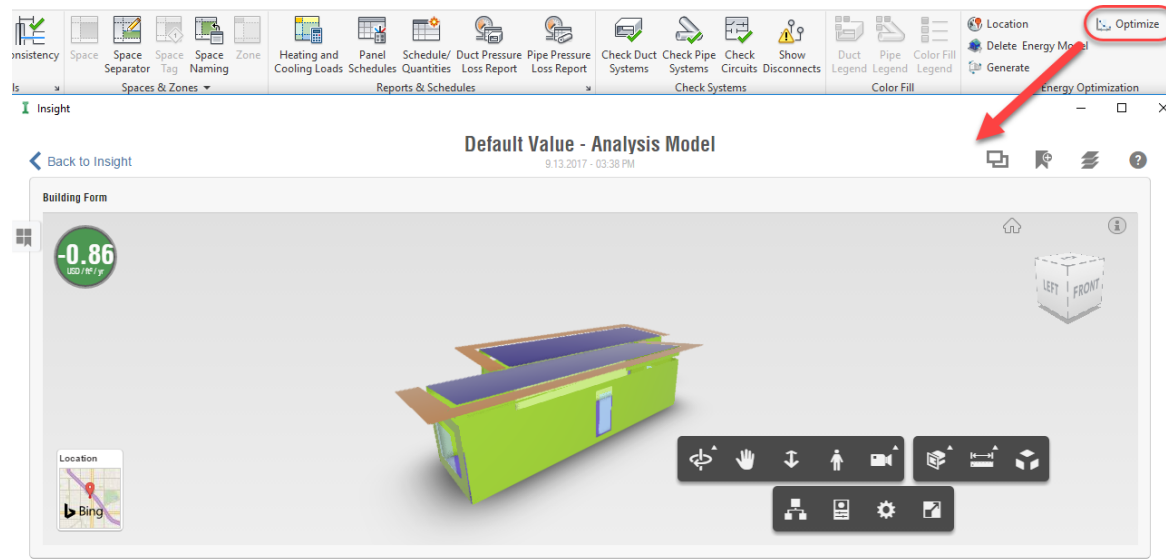 Location
Optimize
onsistency Space Space Separator Space Tag Space Naming Zone Heating and Cooling Loads Panel Schedules Schedule/ Quantities Duct Pressure Loss Report Pipe Pressure Loss Report Check Duct Systems Check Pipe Systems Check Circuits Show Disconnects Duct Legend Pipe Legend Color Fill Legend
Delete Energy Model
Generate
ls Spaces & Zones Reports & Schedules Check Systems Color Fill Energy Optimization
Insight
Default Value - Analysis Model
9.13.2017 - 03:38 PM
Back to Insight
Building Form
-0.86
USD / ft² / yr
LEFT FRONT
Location
Bing